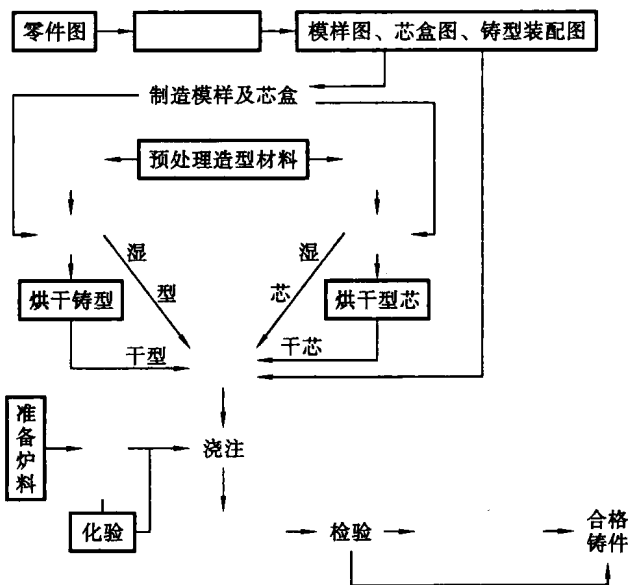 零件图
模样图、芯盒图、铸型装配图
制造模样及芯盒
预处理造型材料
湿
型
湿
芯
烘干铸型
烘干型芯
干型
干芯
准
备
炉
料
浇注
化验
检验
合格
铸件